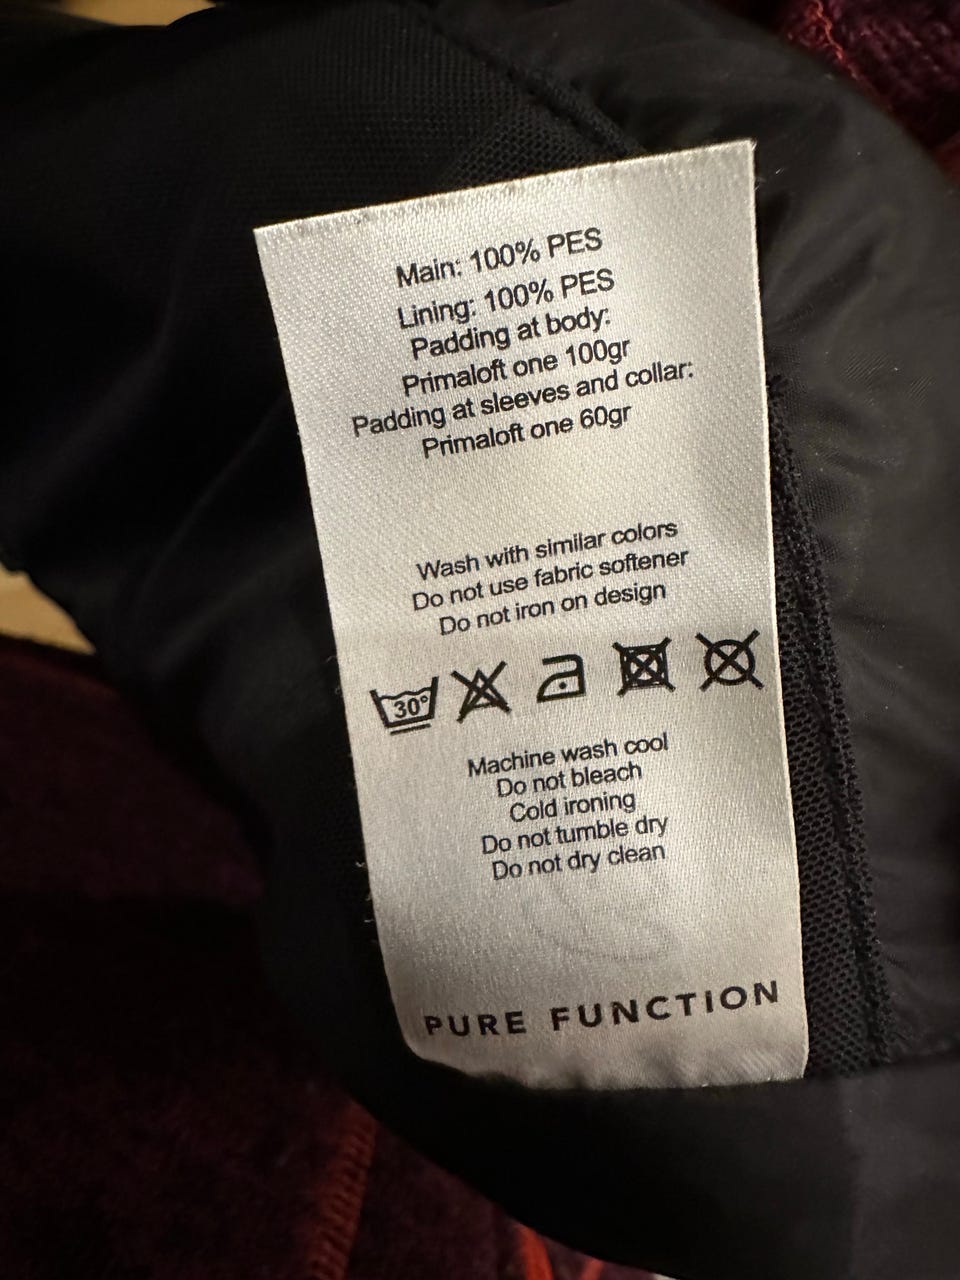 Main: 100% PES
Lining: 100% PES
Padding at body:
Primaloft one 100gr
Padding at sleeves and collar:
Primaloft one 60gr
Wash with similar colors
Do not use fabric softener
Do not iron on design
30°
Machine wash cool
Do not bleach
Cold ironing
Do not tumble dry
Do not dry clean
PURE FUNCTION